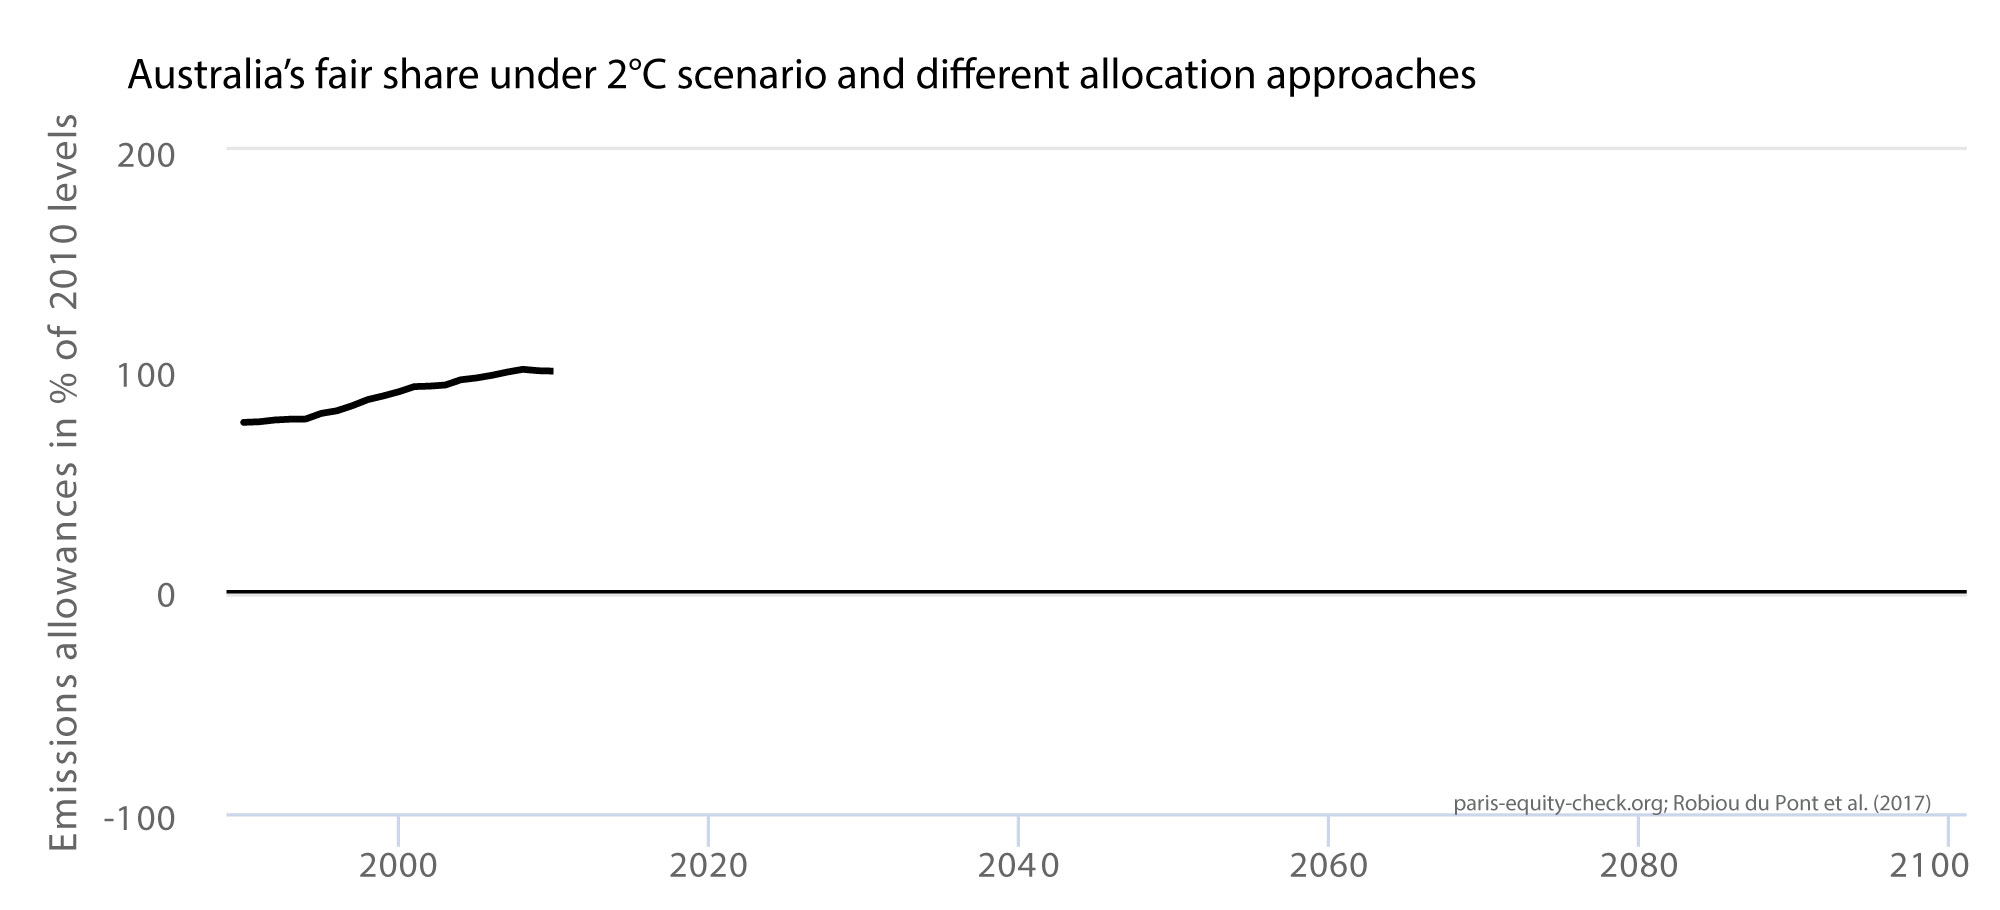 Australia’s fair share under 2°C scenario and different allocation approaches
Emissions allowances in % of 2010 levels
200
100
0
-100
paris-equity-check.org; Robiou du Pont et al. (2017)
2000 2020 2040 2060 2080 2100